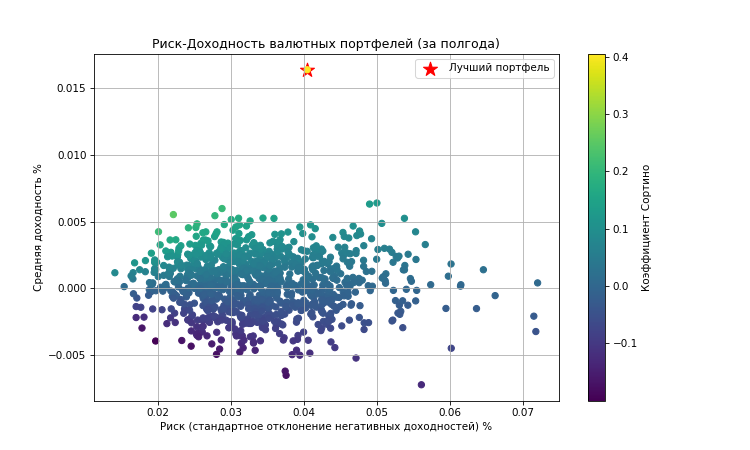 Риск-Доходность валютных портфелей (за полгода)
Лучший портфель
Средняя доходность %
0.015
0.010
0.005
0.000
−0.005
0.02 0.03 0.04 0.05 0.06 0.07
Риск (стандартное отклонение негативных доходностей) %
0.4
0.3
0.2
0.1
0.0
−0.1
Коэффициент Сортино